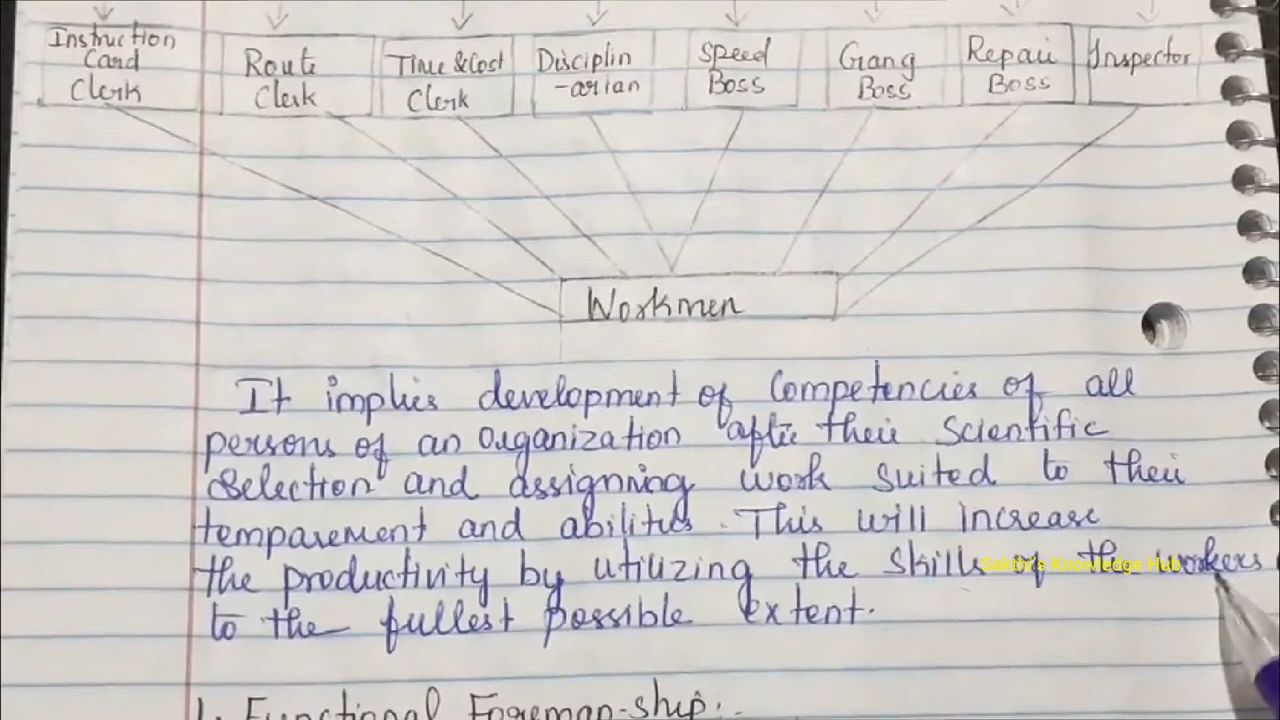 Instruction Card Clerk
Route Clerk
Time & Cost Clerk
Disciplin -arian
Speed Boss
Gang Boss
Repair Boss
Inspector
Workmen
It implies development of Competencies of all
persons of an Organization after their Scientific
Selection and assigning work suited to their
temparement and abilities. This will increase
the productivity by utilizing the skills of the workers
Sakthi's Knowledge Hub
to the fullest possible extent.
1. Functional Foreman-ship:-